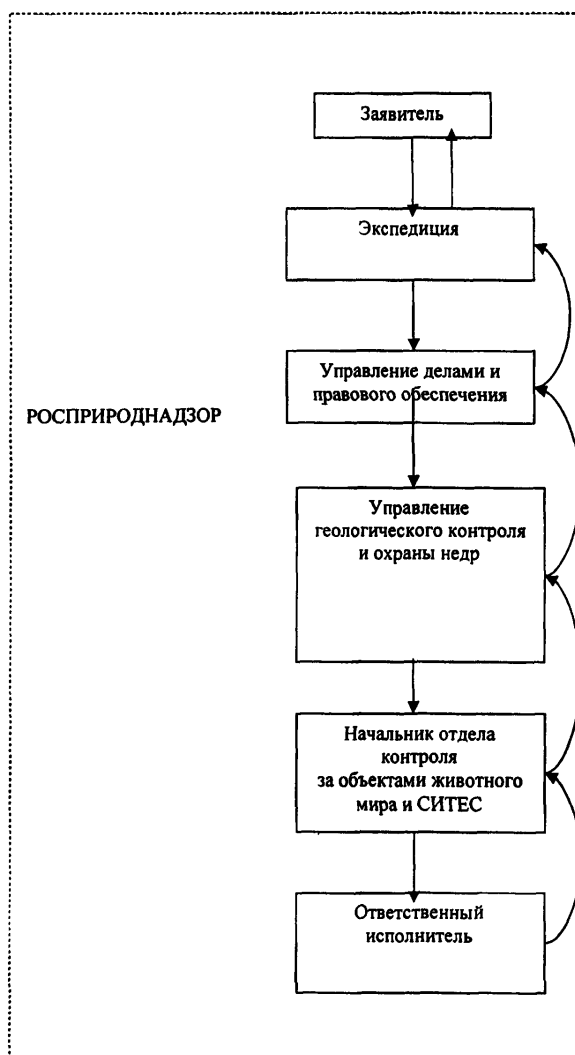 Заявитель
Экспедиция
Управление делами и
правового обеспечения
РОСПРИРОДНАДЗОР
Управление
геологического контроля
и охраны недр
Начальник отдела
контроля
за объектами животного
мира и СИТЕС
Ответственный
исполнитель